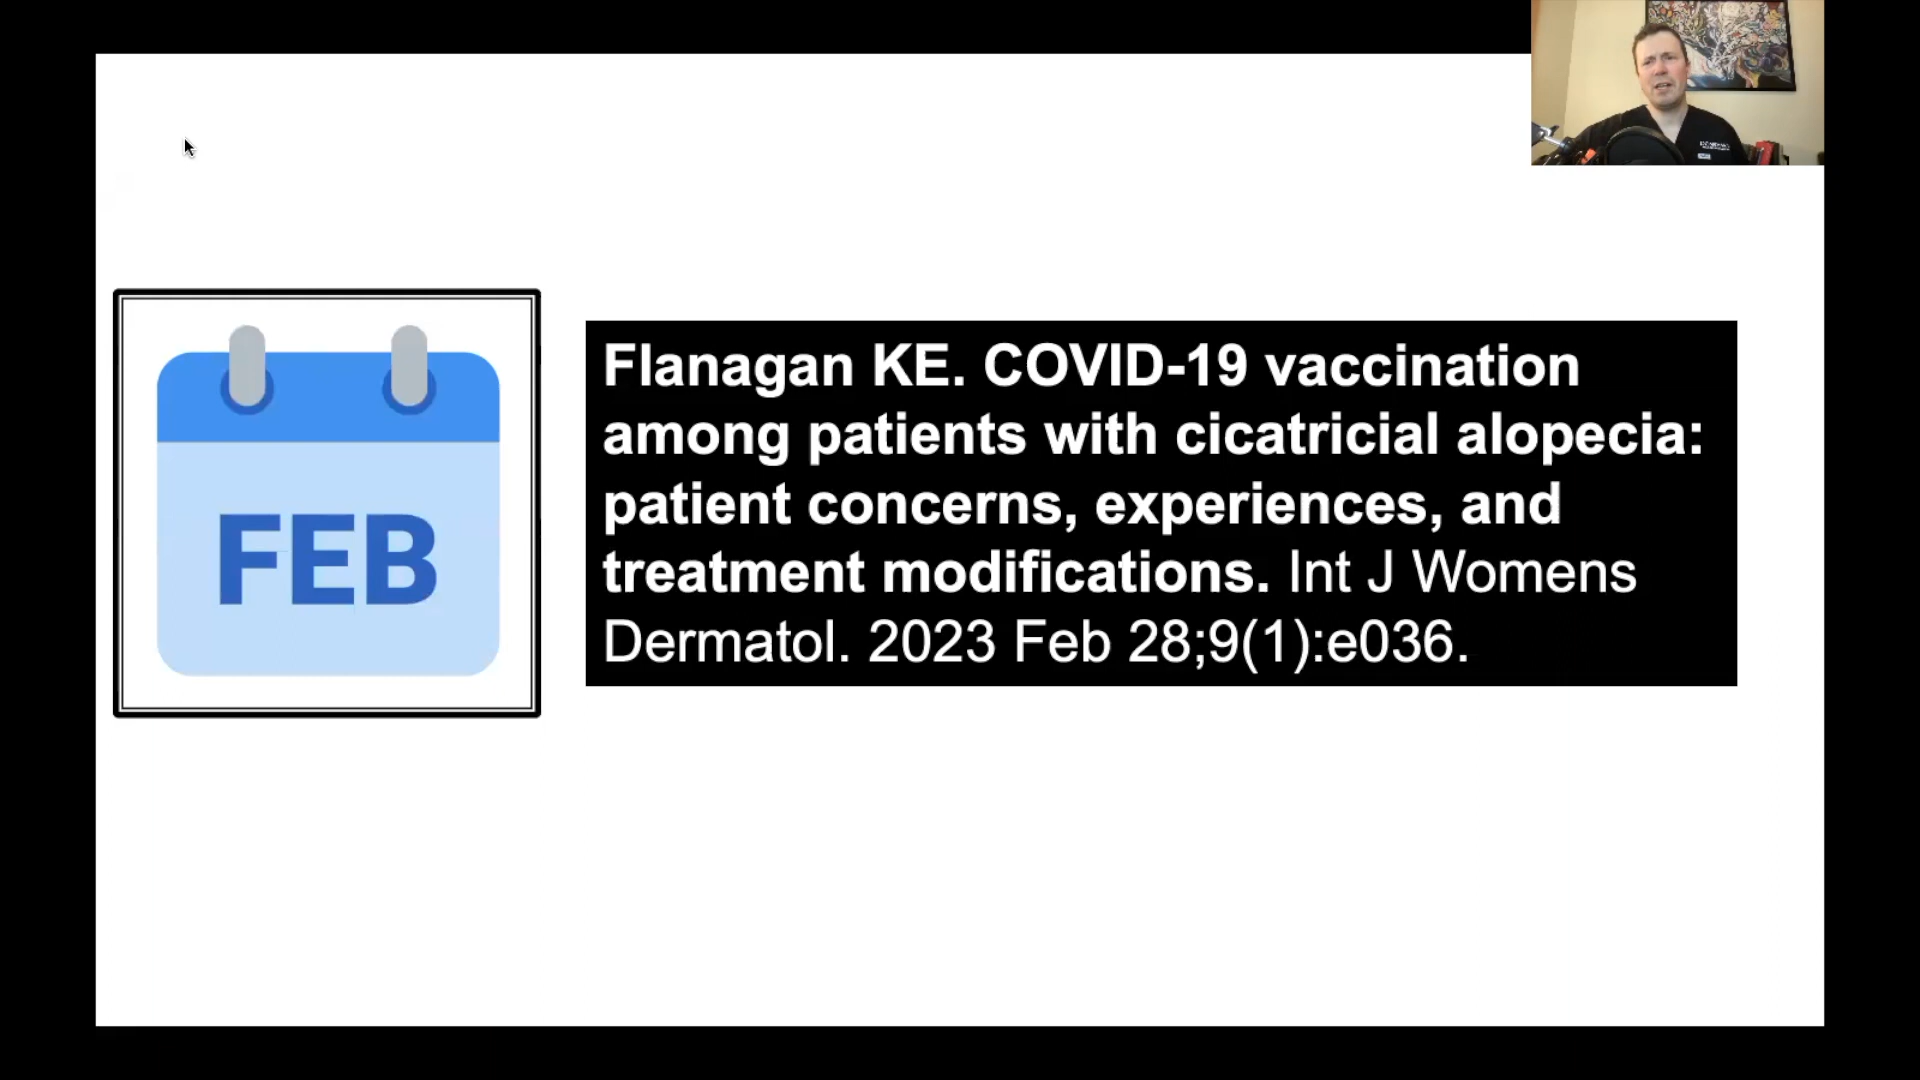 FEB
Flanagan KE. COVID-19 vaccination
among patients with cicatricial alopecia:
patient concerns, experiences, and
treatment modifications. Int J Womens
Dermatol. 2023 Feb 28;9(1):e036.